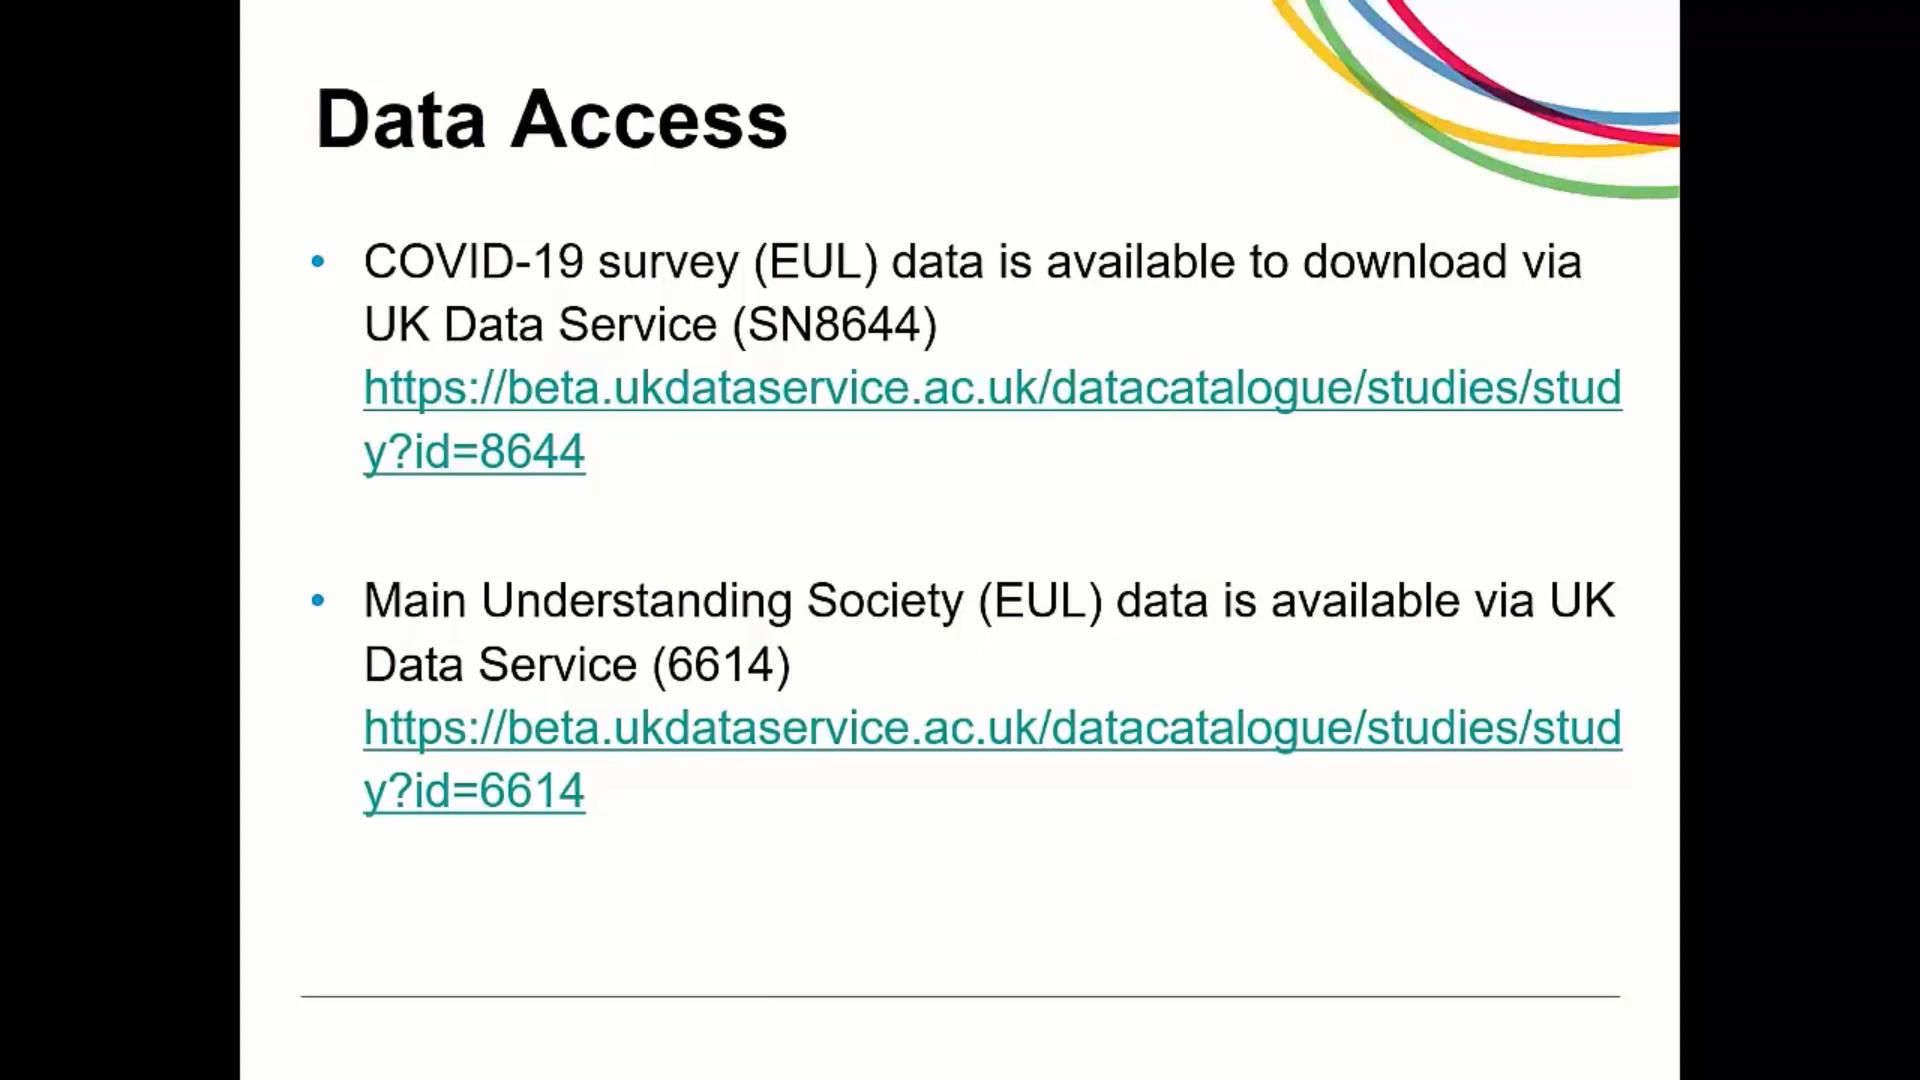 Data Access
• COVID-19 survey (EUL) data is available to download via
UK Data Service (SN8644)
https://beta.ukdataservice.ac.uk/datacatalogue/studies/stud
y?id=8644
• Main Understanding Society (EUL) data is available via UK
Data Service (6614)
https://beta.ukdataservice.ac.uk/datacatalogue/studies/stud
y?id=6614